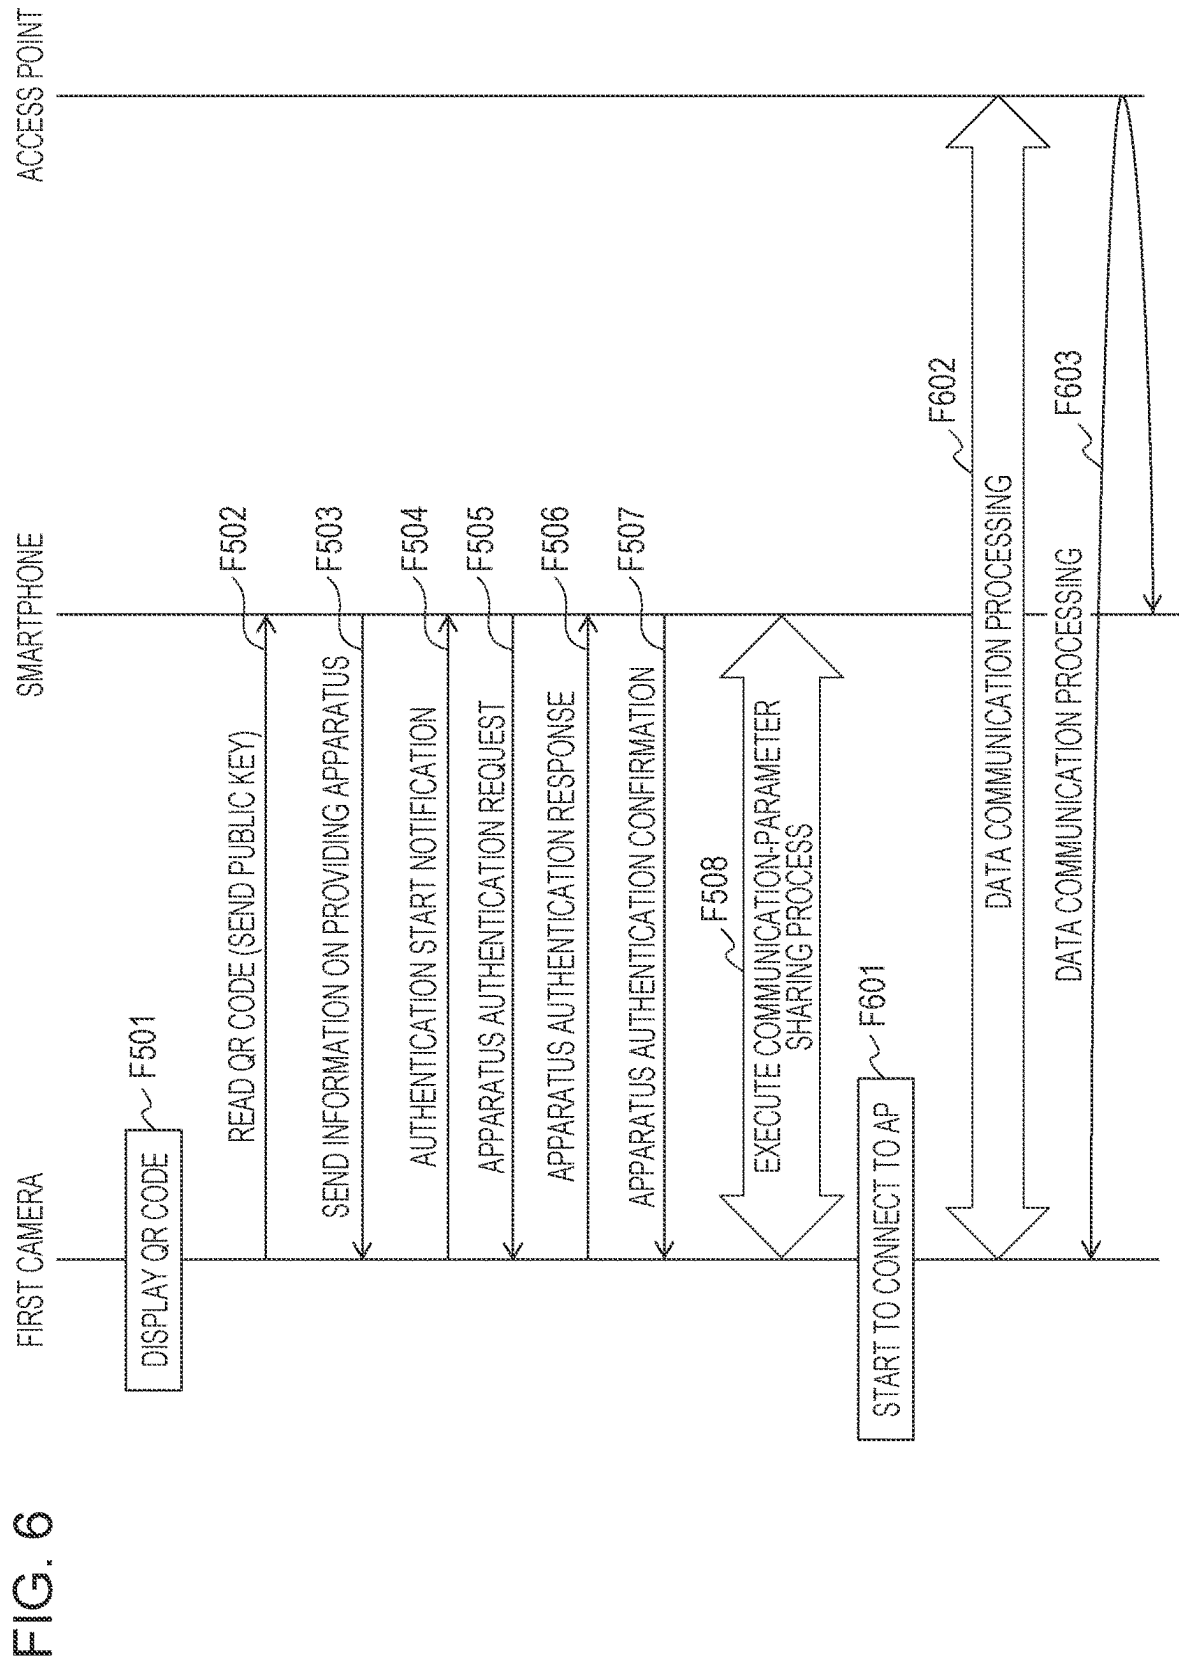 FIG. 6
FIRST CAMERA
SMARTPHONE
ACCESS POINT
DISPLAY QR CODE
F501
READ QR CODE (SEND PUBLIC KEY)
F502
SEND INFORMATION ON PROVIDING APPARATUS
F503
AUTHENTICATION START NOTIFICATION
F504
APPARATUS AUTHENTICATION REQUEST
F505
APPARATUS AUTHENTICATION RESPONSE
F506
APPARATUS AUTHENTICATION CONFIRMATION
F507
F508
EXECUTE COMMUNICATION-PARAMETER
SHARING PROCESS
START TO CONNECT TO AP
F601
F602
DATA COMMUNICATION PROCESSING
DATA COMMUNICATION PROCESSING
F603